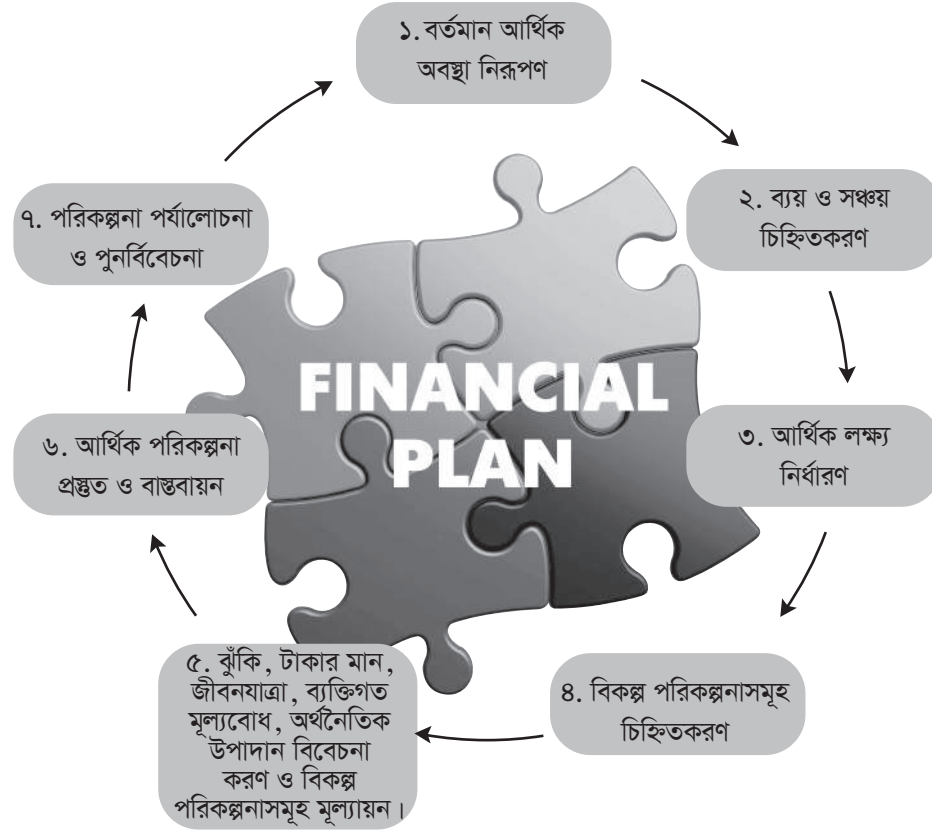 ১. বর্তমান আর্থিক
অবস্থা নিরূপণ
২. ব্যয় ও সঞ্চয়
চিহ্নিতকরণ
৩. আর্থিক লক্ষ্য
নির্ধারণ
৪. বিকল্প পরিকল্পনাসমূহ
চিহ্নিতকরণ
৫. ঝুঁকি, টাকার মান,
জীবনযাত্রা, ব্যক্তিগত
মূল্যবোধ, অর্থনৈতিক
উপাদান বিবেচনা
করণ ও বিকল্প
পরিকল্পনাসমূহ মূল্যায়ন।
৬. আর্থিক পরিকল্পনা
প্রস্তুত ও বাস্তবায়ন
৭. পরিকল্পনা পর্যালোচনা
ও পুনর্বিবেচনা
FINANCIAL
PLAN